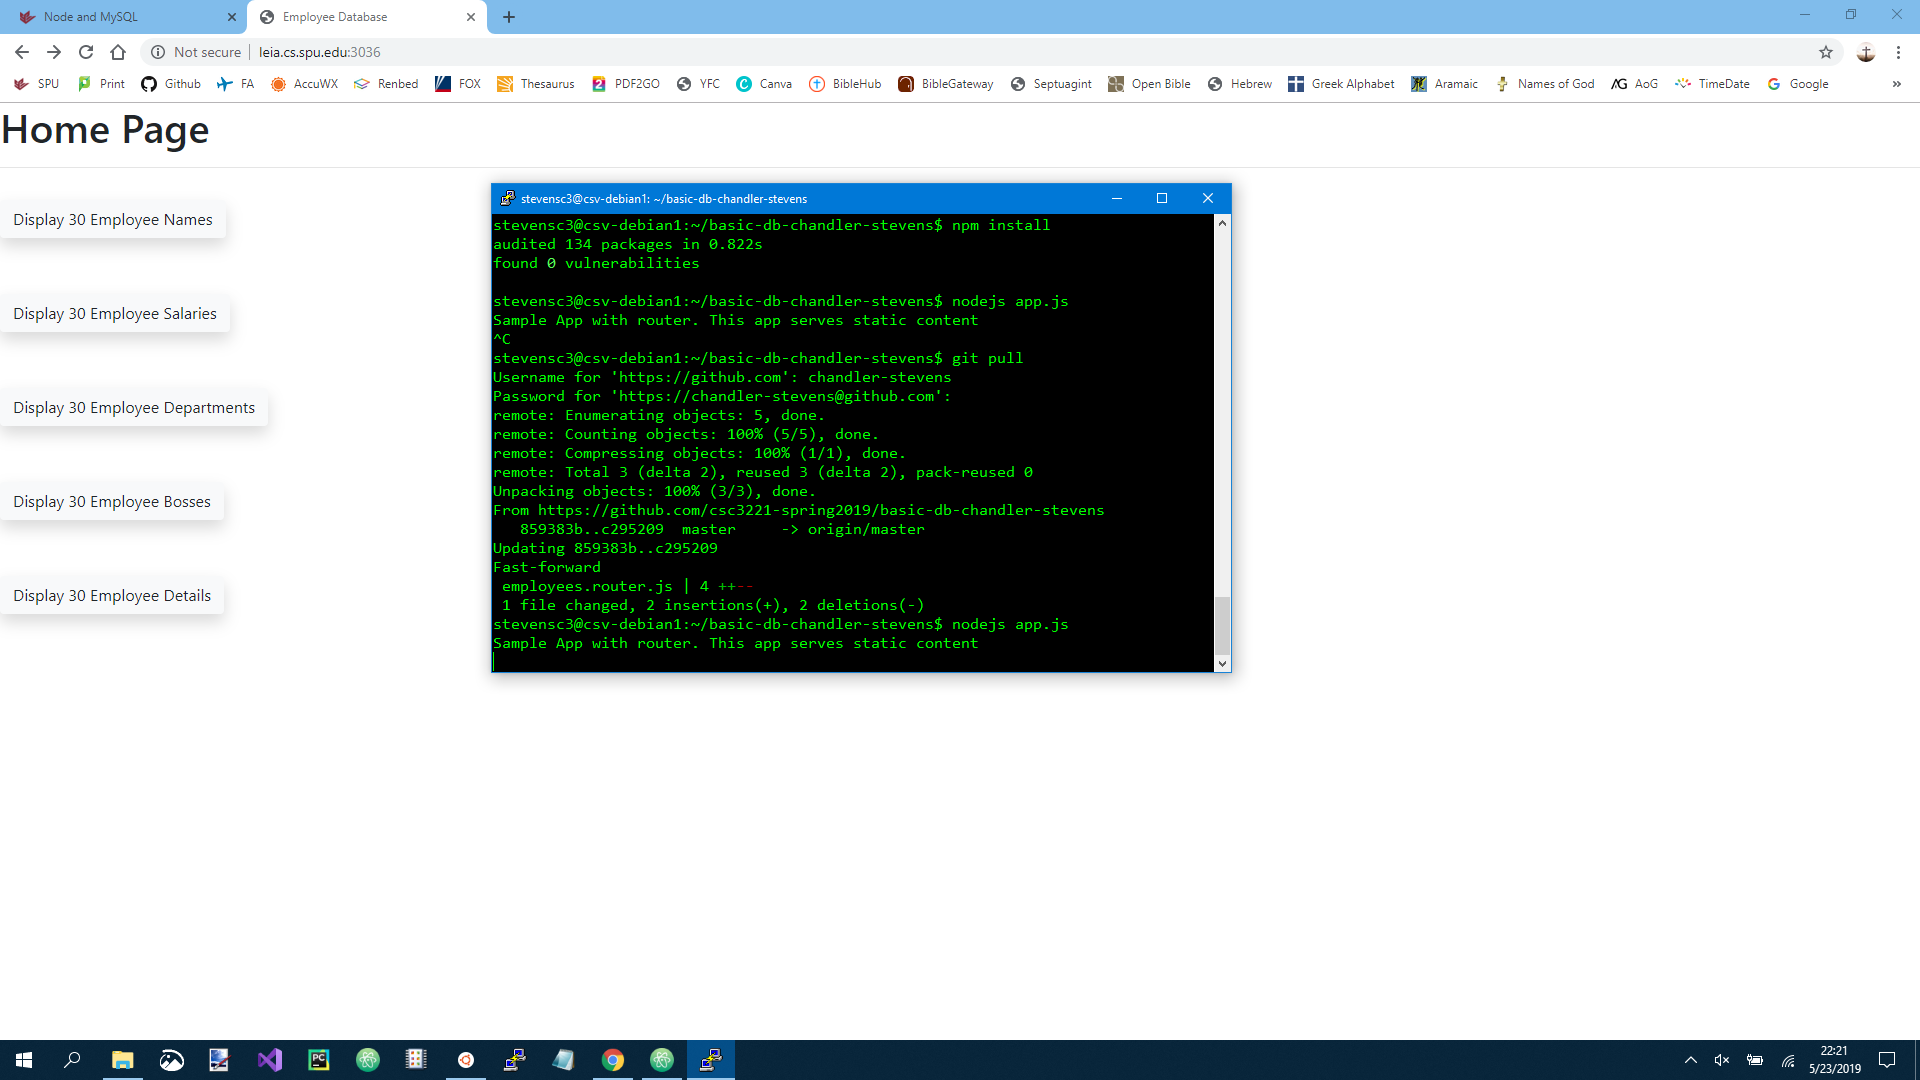 Node and MySQL
Employee Database
Not secure
leia.cs.spu.edu:3036
SPU
Print
Github
FA
AccuWX
Renbed
FOX
Thesaurus
PDF2GO
YFC
Canva
BibleHub
BibleGateway
Septuagint
Open Bible
Hebrew
Greek Alphabet
Aramaic
Names of God
AoG
TimeDate
Google
»
Home Page
Display 30 Employee Names
Display 30 Employee Salaries
Display 30 Employee Departments
Display 30 Employee Bosses
Display 30 Employee Details
stevensc3@csv-debian1: ~/basic-db-chandler-stevens
stevensc3@csv-debian1:~/basic-db-chandler-stevens$ npm install
audited 134 packages in 0.822s
found 0 vulnerabilities
stevensc3@csv-debian1:~/basic-db-chandler-stevens$ nodejs app.js
Sample App with router. This app serves static content
^C
stevensc3@csv-debian1:~/basic-db-chandler-stevens$ git pull
Username for 'https://github.com': chandler-stevens
Password for 'https://chandler-stevens@github.com':
remote: Enumerating objects: 5, done.
remote: Counting objects: 100% (5/5), done.
remote: Compressing objects: 100% (1/1), done.
remote: Total 3 (delta 2), reused 3 (delta 2), pack-reused 0
Unpacking objects: 100% (3/3), done.
From https://github.com/csc3221-spring2019/basic-db-chandler-stevens
   859383b..c295209  master     -> origin/master
Updating 859383b..c295209
Fast-forward
 employees.router.js | 4 ++--
 1 file changed, 2 insertions(+), 2 deletions(-)
stevensc3@csv-debian1:~/basic-db-chandler-stevens$ nodejs app.js
Sample App with router. This app serves static content
22:21
5/23/2019